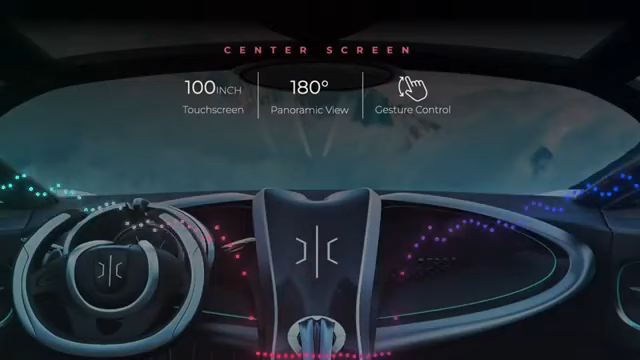 CENTER SCREEN
100INCH 180°
Touchscreen Panoramic View Gesture Control